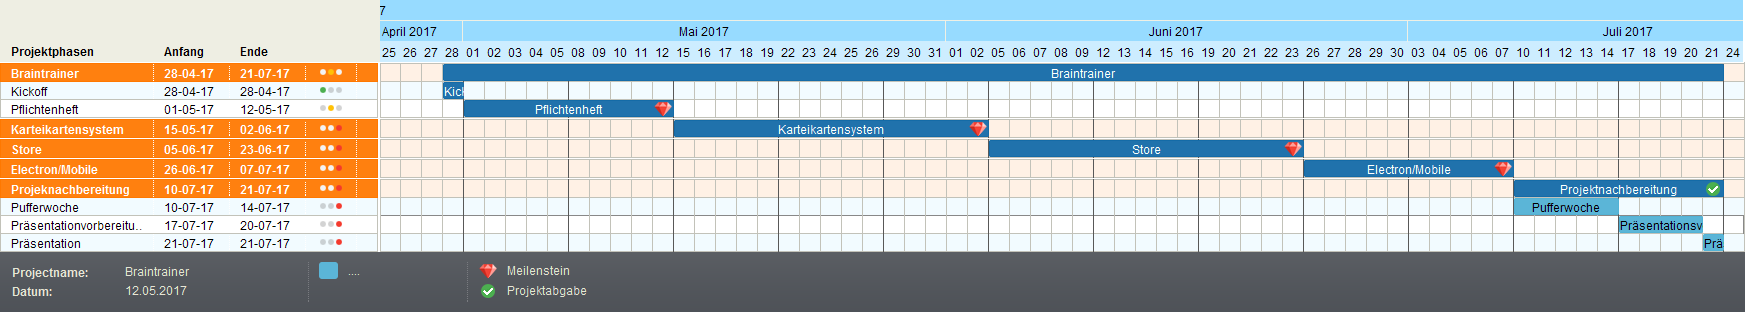 7
April 2017 Mai 2017 Juni 2017 Juli 2017
Projektphasen Anfang Ende 25 26 27 28 01 02 03 04 05 08 09 10 11 12 15 16 17 18 19 22 23 24 25 26 29 30 31 01 02 05 06 07 08 09 12 13 14 15 16 19 20 21 22 23 26 27 28 29 30 03 04 05 06 07 10 11 12 13 14 17 18 19 20 21 24
Braintrainer 28-04-17 21-07-17 Braintrainer
Kickoff 28-04-17 28-04-17 Kick
Pflichtenheft 01-05-17 12-05-17 Pflichtenheft
Karteikartensystem 15-05-17 02-06-17 Karteikartensystem
Store 05-06-17 23-06-17 Store
Electron/Mobile 26-06-17 07-07-17 Electron/Mobile
Projeknachbereitung 10-07-17 21-07-17 Projektnachbereitung
Pufferwoche 10-07-17 14-07-17 Pufferwoche
Präsentationvorbereitu.. 17-07-17 20-07-17 Präsentationsv
Präsentation 21-07-17 21-07-17 Prä
Projectname: Braintrainer .... Meilenstein
Datum: 12.05.2017 Projektabgabe